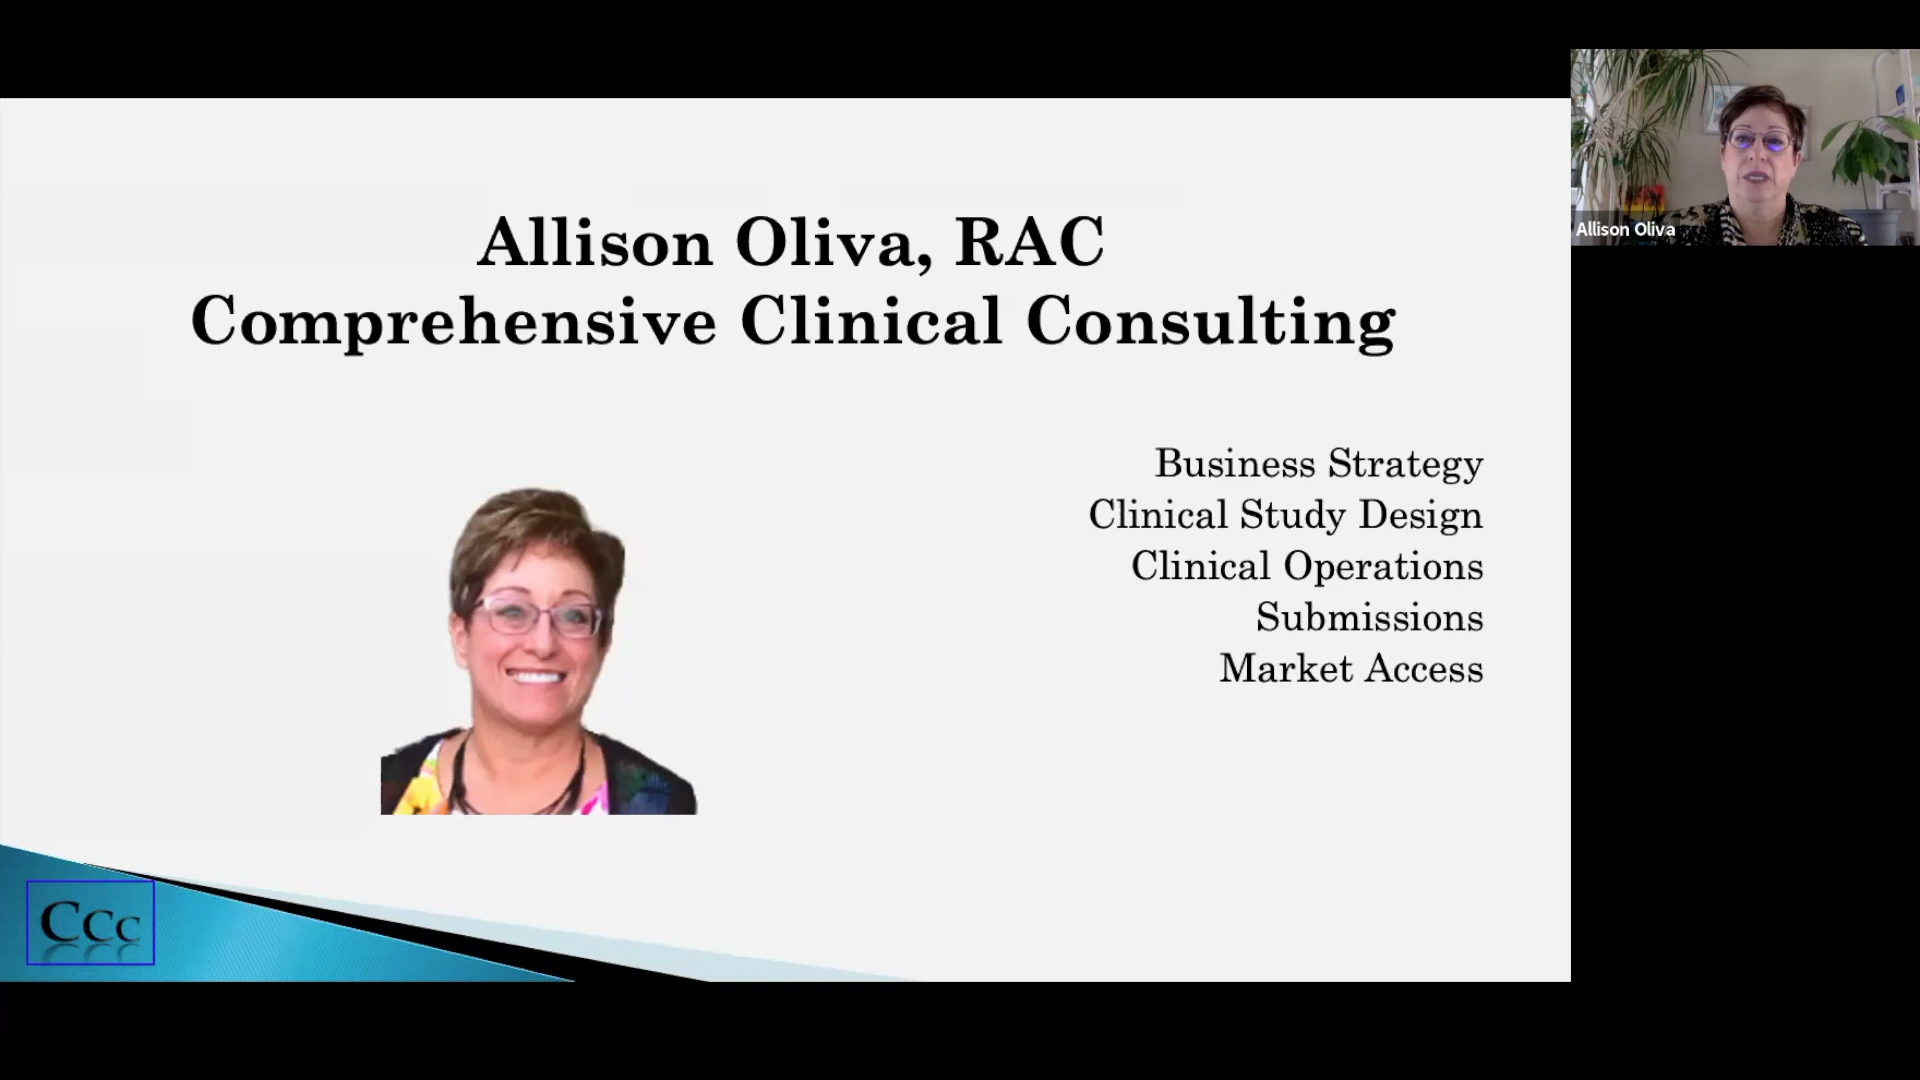 Allison Oliva, RAC
Comprehensive Clinical Consulting
Business Strategy
Clinical Study Design
Clinical Operations
Submissions
Market Access
CCC
Allison Oliva